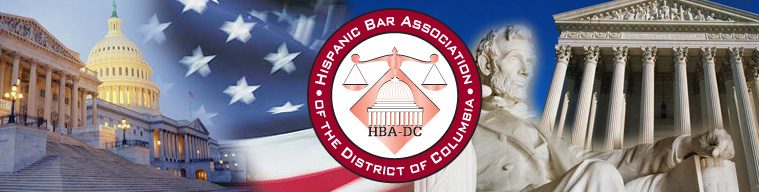 HISPANIC BAR ASSOCIATION
OF THE DISTRICT OF COLUMBIA
HBA-DC